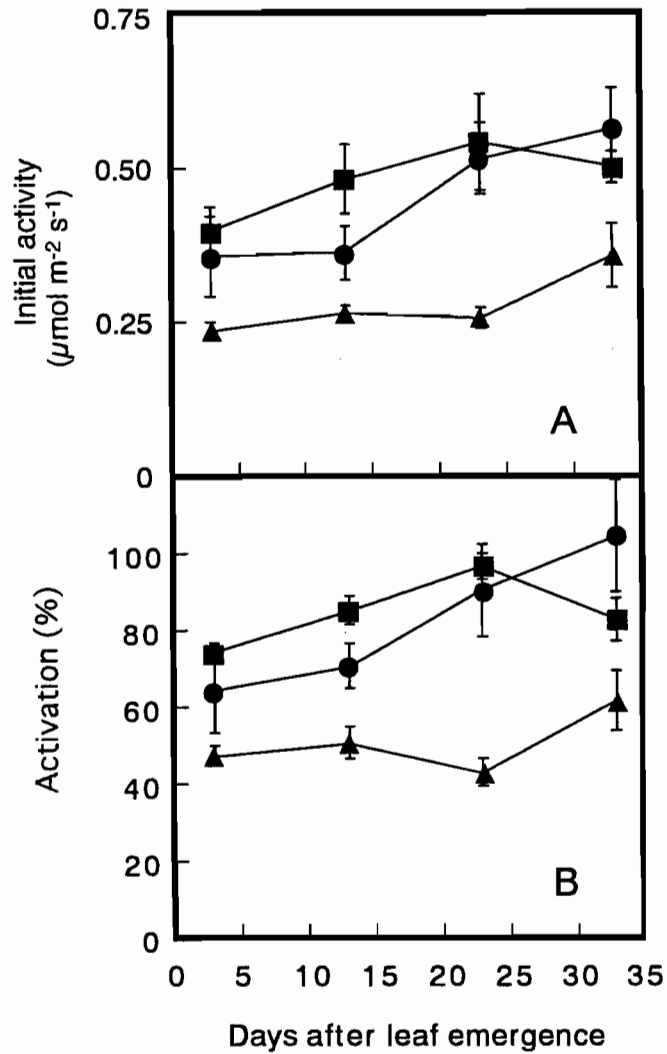 0.75
0.50
0.25
0
Initial activity
(µmol m-2 s-1)
A
100
80
60
40
20
0
Activation (%)
B
0 5 10 15 20 25 30 35
Days after leaf emergence